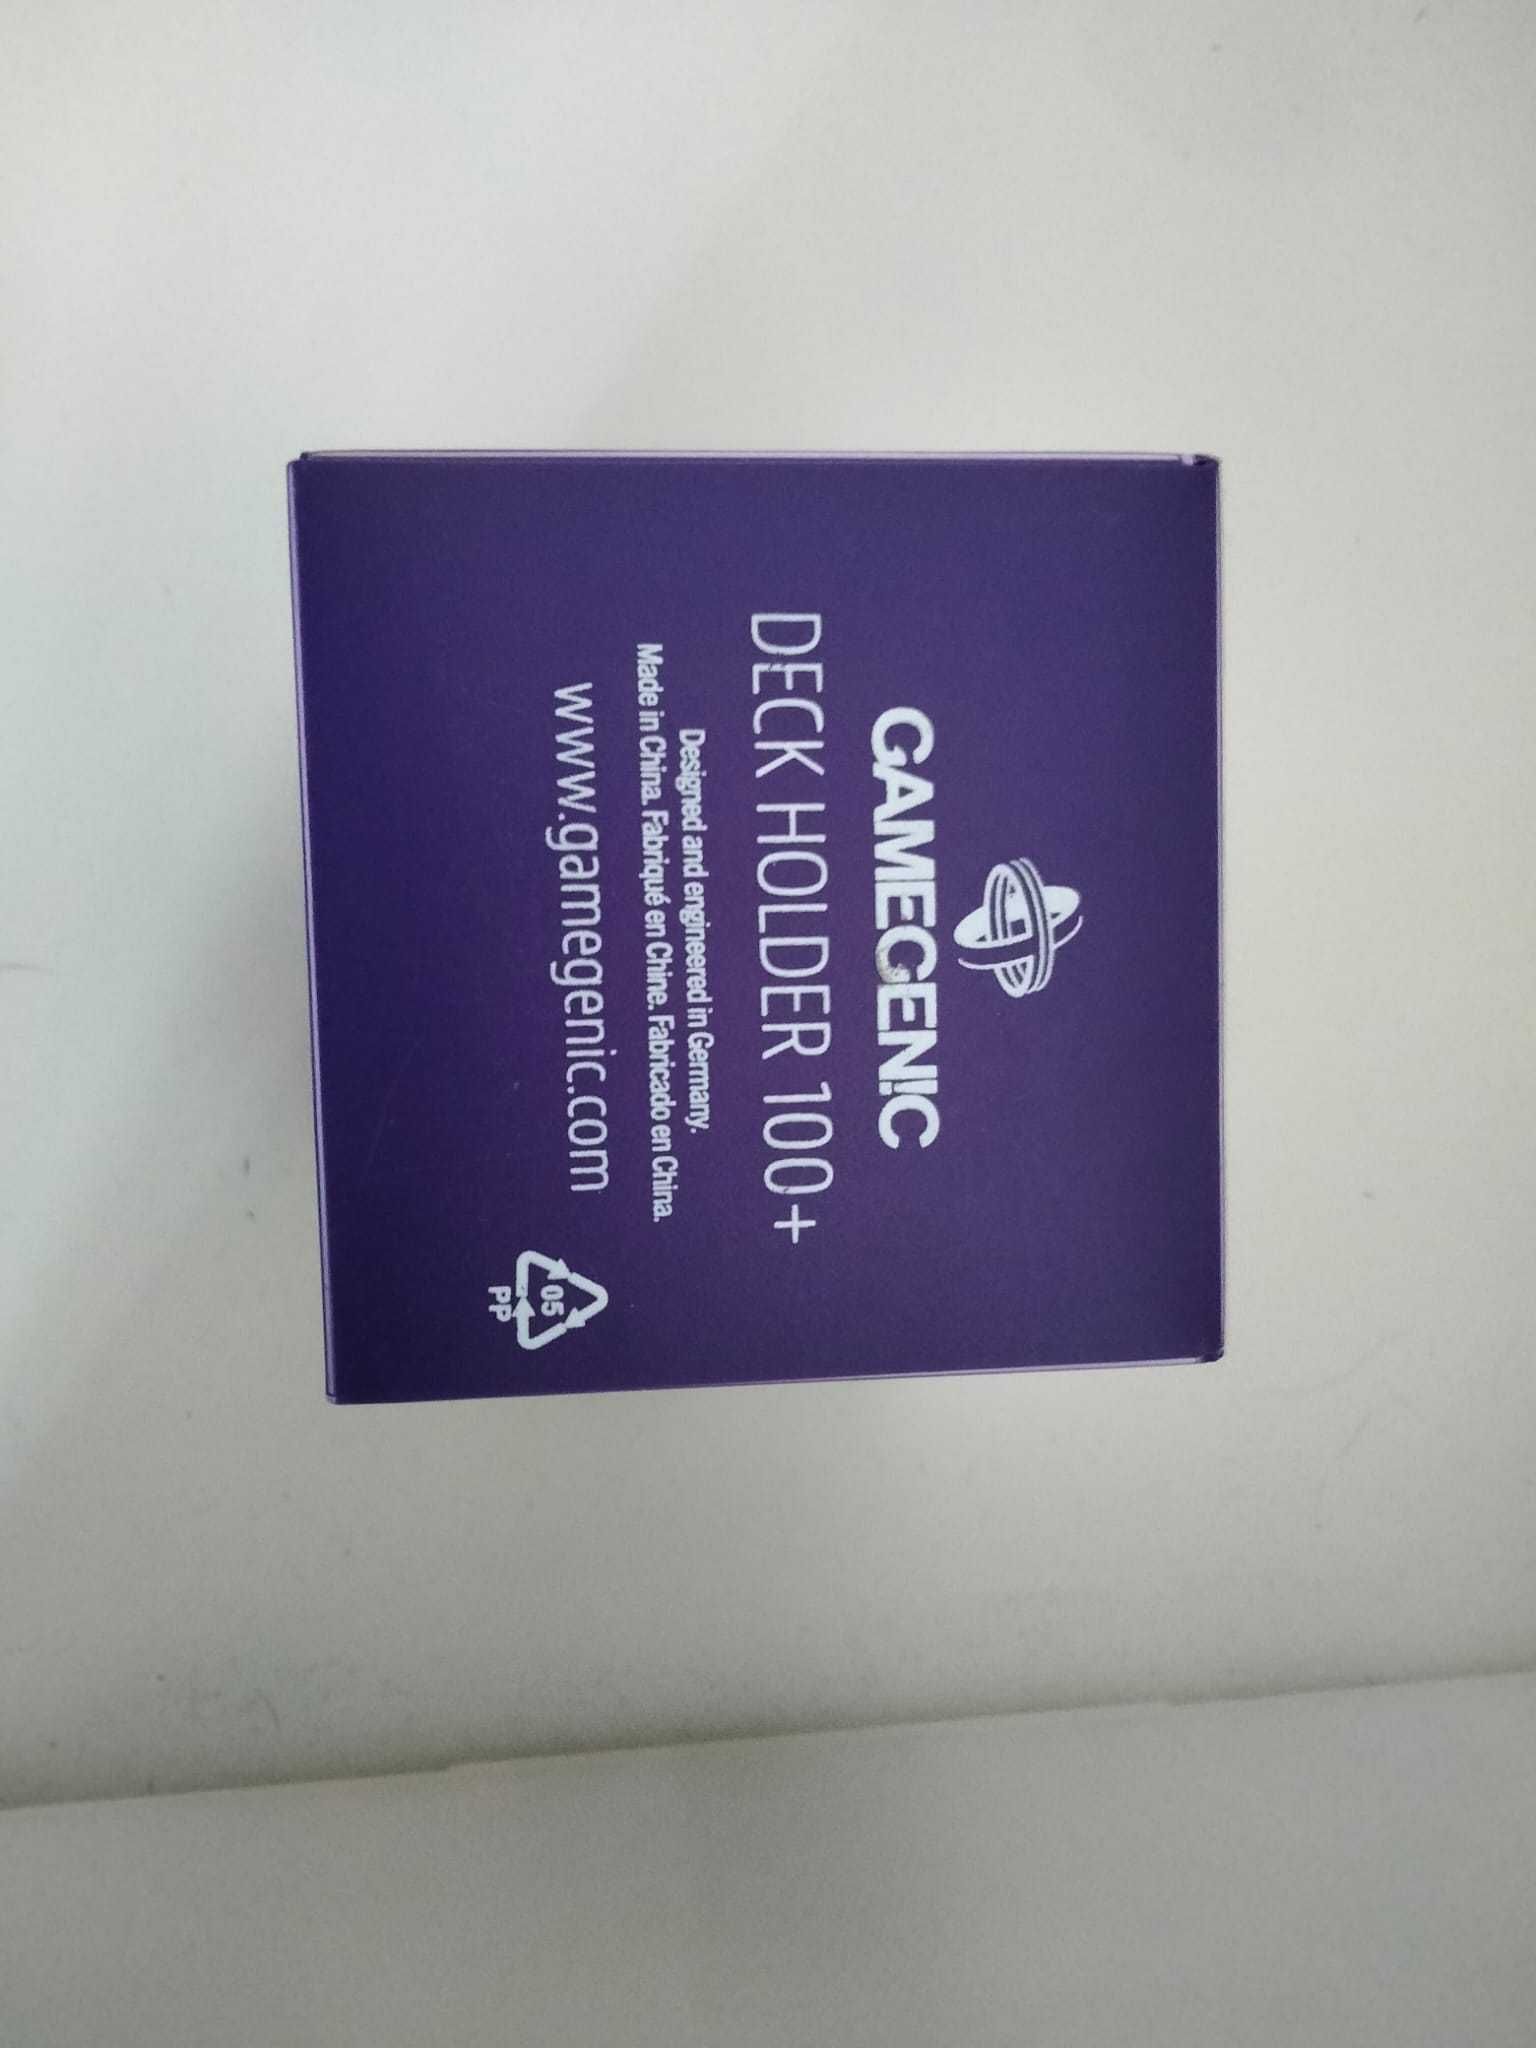 GAMEGEN!C
DECK HOLDER 100+
Designed and engineered in Germany.
Made in China. Fabriqué en Chine. Fabricado en China.
www.gamegenic.com
05
PP